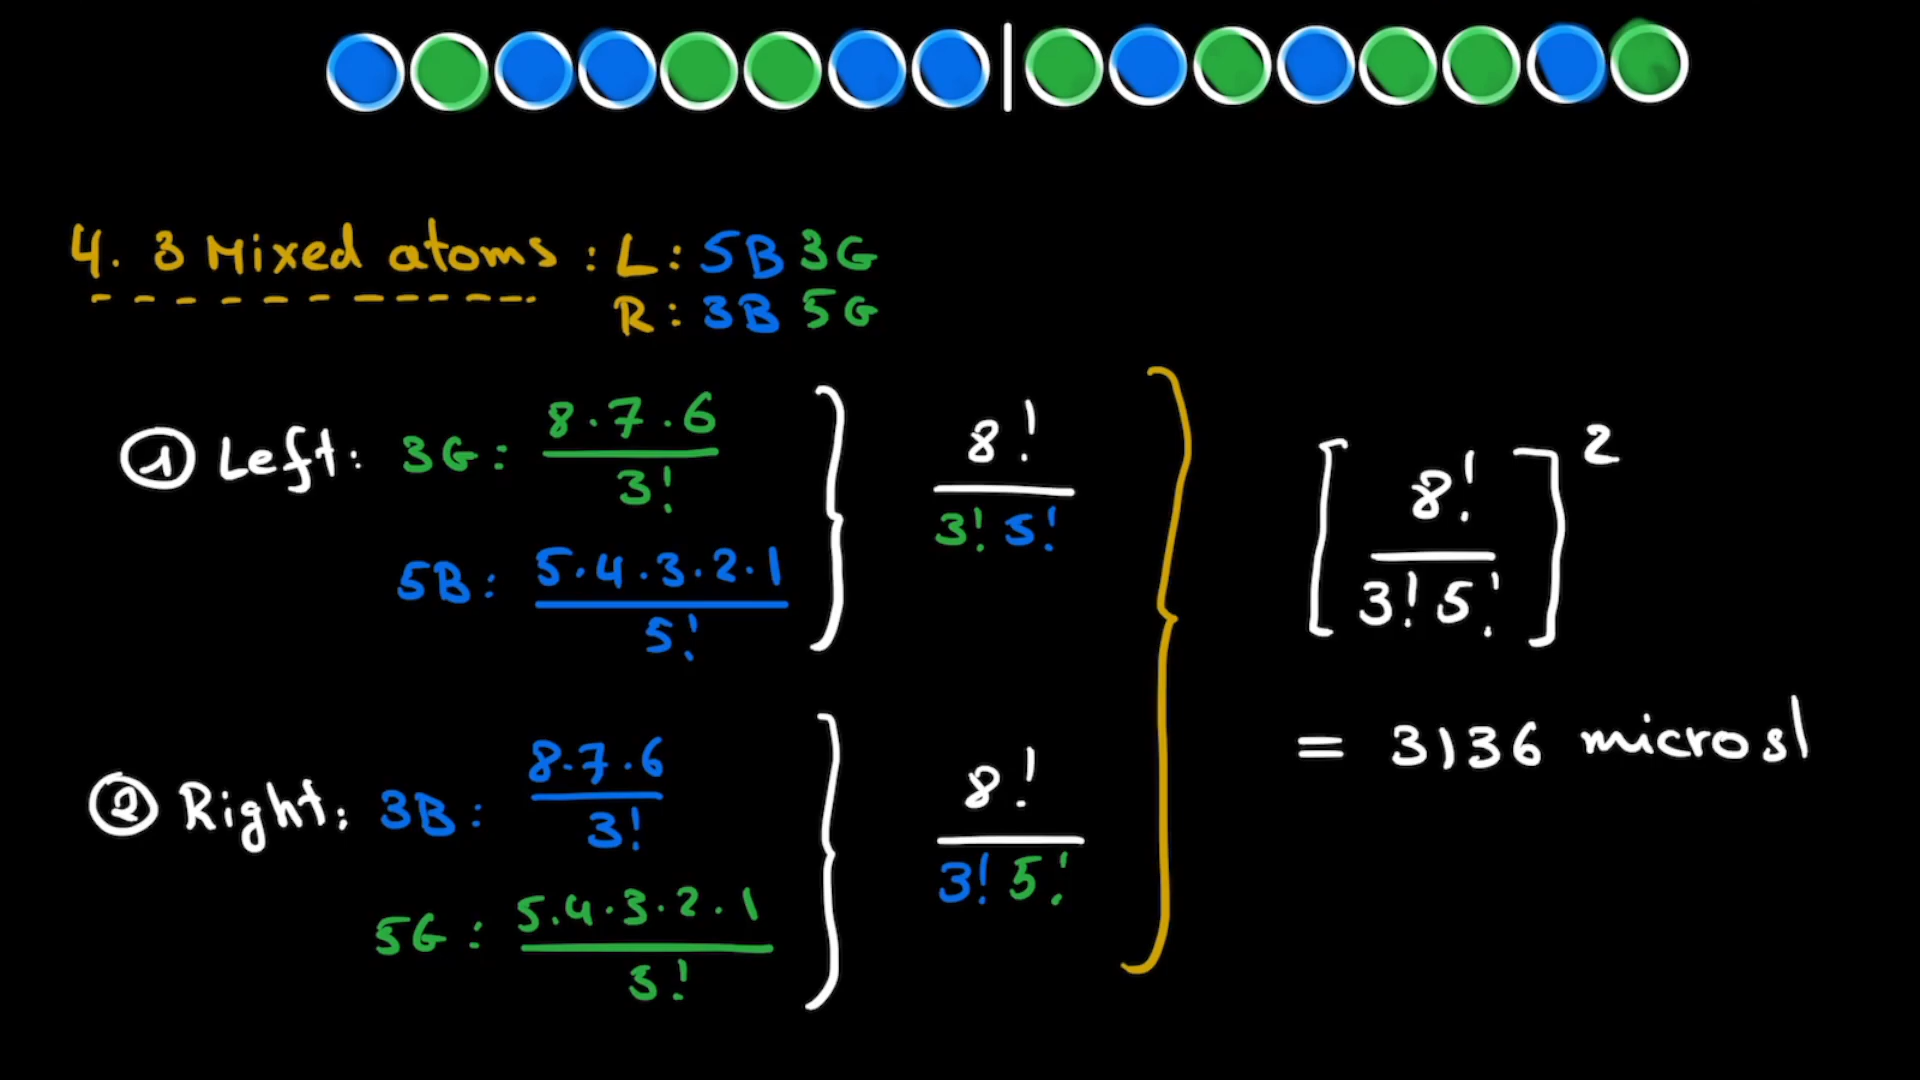 4. 3 Mixed atoms : L: 5B 3G
R: 3B 5G
① Left: 3G: 8·7·6 / 3!
5B: 5·4·3·2·1 / 5!
8! / 3! 5!
② Right: 3B: 8·7·6 / 3!
5G: 5·4·3·2·1 / 5!
8! / 3! 5!
[ 8! / 3! 5! ]²
= 3136 microsl